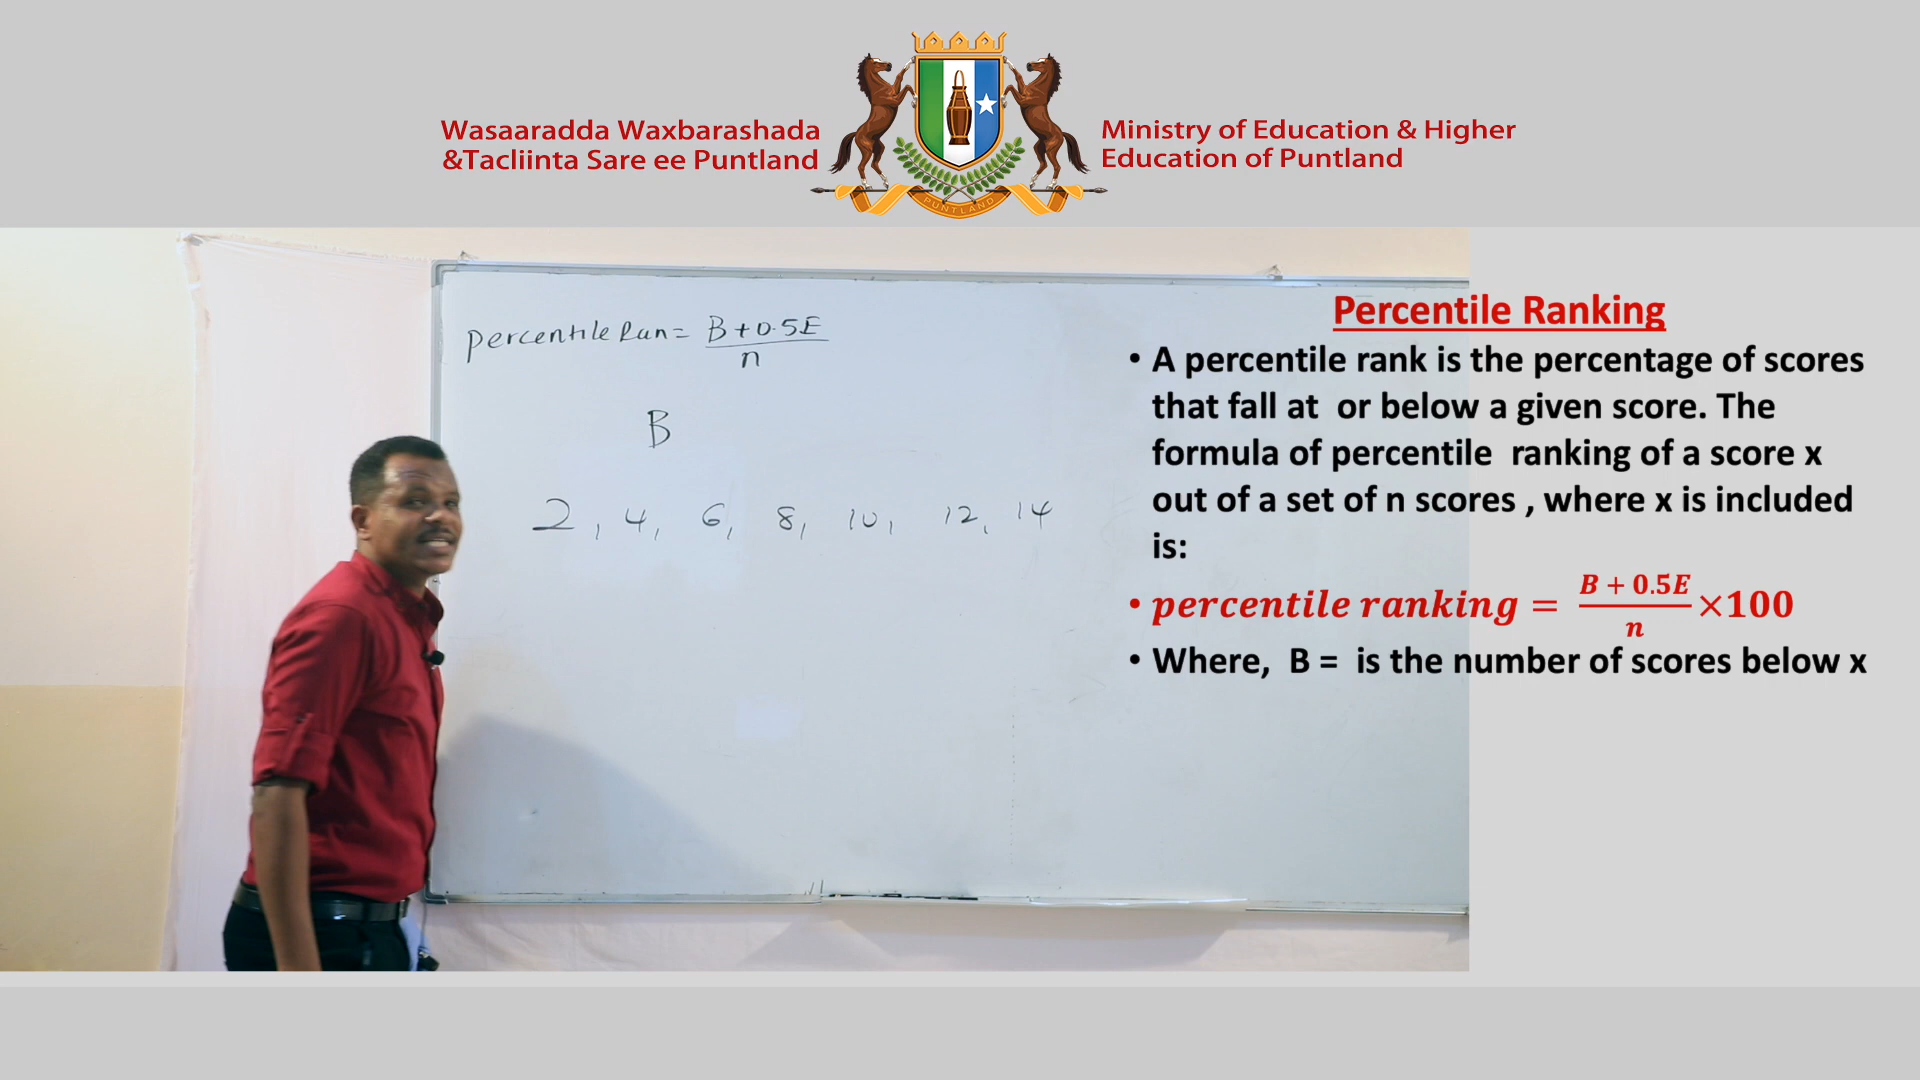 Wasaaradda Waxbarashada
&Tacliinta Sare ee Puntland
PUNTLAND
Ministry of Education & Higher
Education of Puntland
percentile Ran = B+0.5E
n
B
2, 4, 6, 8, 10, 12, 14
Percentile Ranking
• A percentile rank is the percentage of scores
that fall at or below a given score. The
formula of percentile ranking of a score x
out of a set of n scores , where x is included
is:
• percentile ranking = B + 0.5E / n ×100
• Where, B = is the number of scores below x